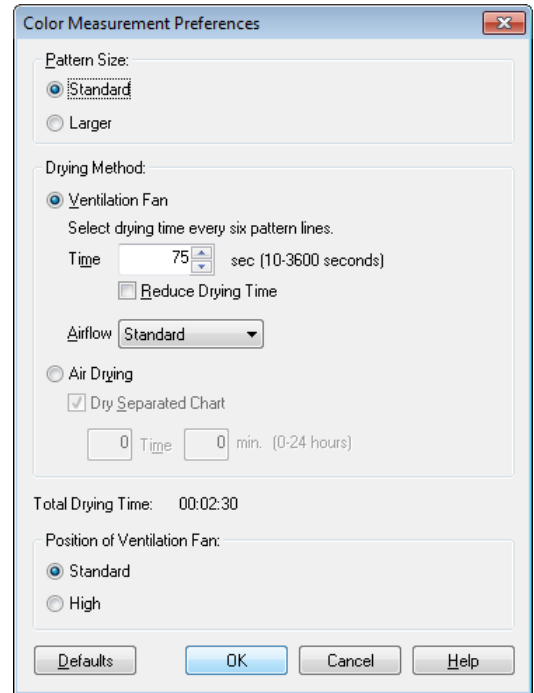 Color Measurement Preferences
Pattern Size:
Standard
Larger
Drying Method:
Ventilation Fan
Select drying time every six pattern lines.
Time 75 sec (10-3600 seconds)
Reduce Drying Time
Airflow Standard
Air Drying
Dry Separated Chart
0 Time 0 min. (0-24 hours)
Total Drying Time: 00:02:30
Position of Ventilation Fan:
Standard
High
Defaults OK Cancel Help